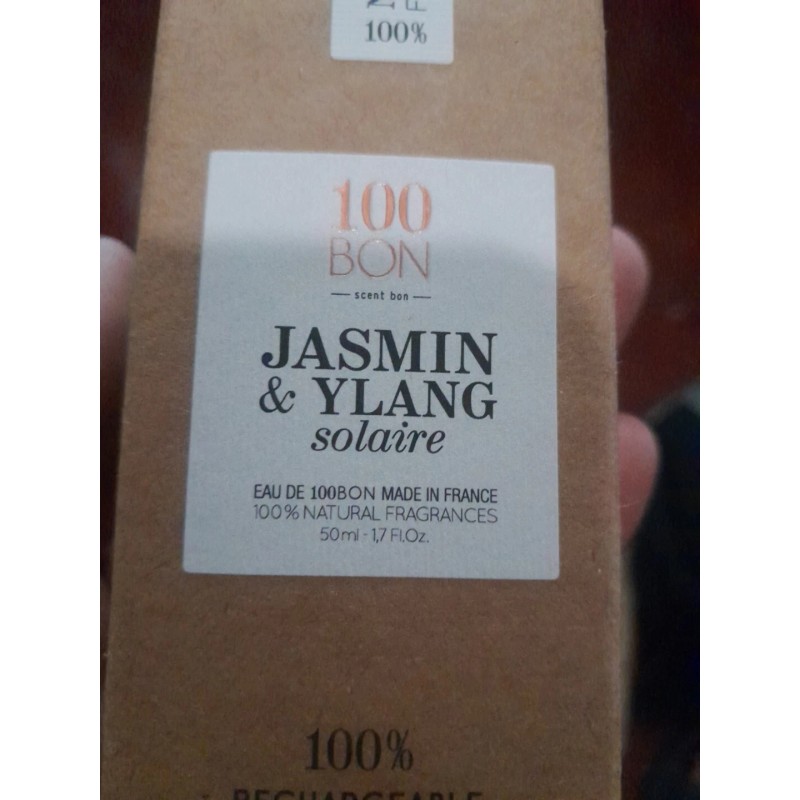 100%
100
BON
scent bon
JASMIN
& YLANG
solaire
EAU DE 100BON MADE IN FRANCE
100% NATURAL FRAGRANCES
50ml - 1,7 Fl.Oz.
100%
RECHARGEABLE